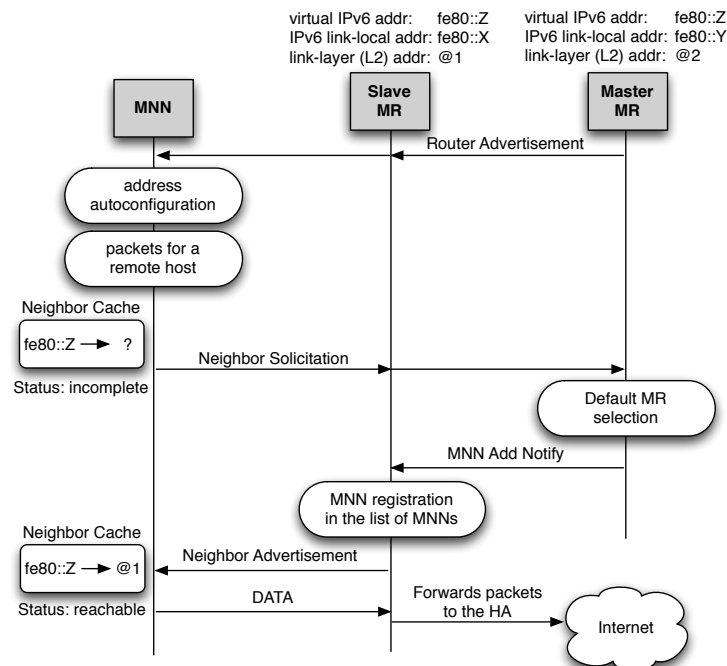 virtual IPv6 addr: fe80::Z
IPv6 link-local addr: fe80::X
link-layer (L2) addr: @1
virtual IPv6 addr: fe80::Z
IPv6 link-local addr: fe80::Y
link-layer (L2) addr: @2
MNN
Slave
MR
Master
MR
Router Advertisement
address
autoconfiguration
packets for a
remote host
Neighbor Cache
fe80::Z → ?
Status: incomplete
Neighbor Solicitation
Default MR
selection
MNN Add Notify
MNN registration
in the list of MNNs
Neighbor Cache
fe80::Z → @1
Status: reachable
Neighbor Advertisement
DATA
Forwards packets
to the HA
Internet